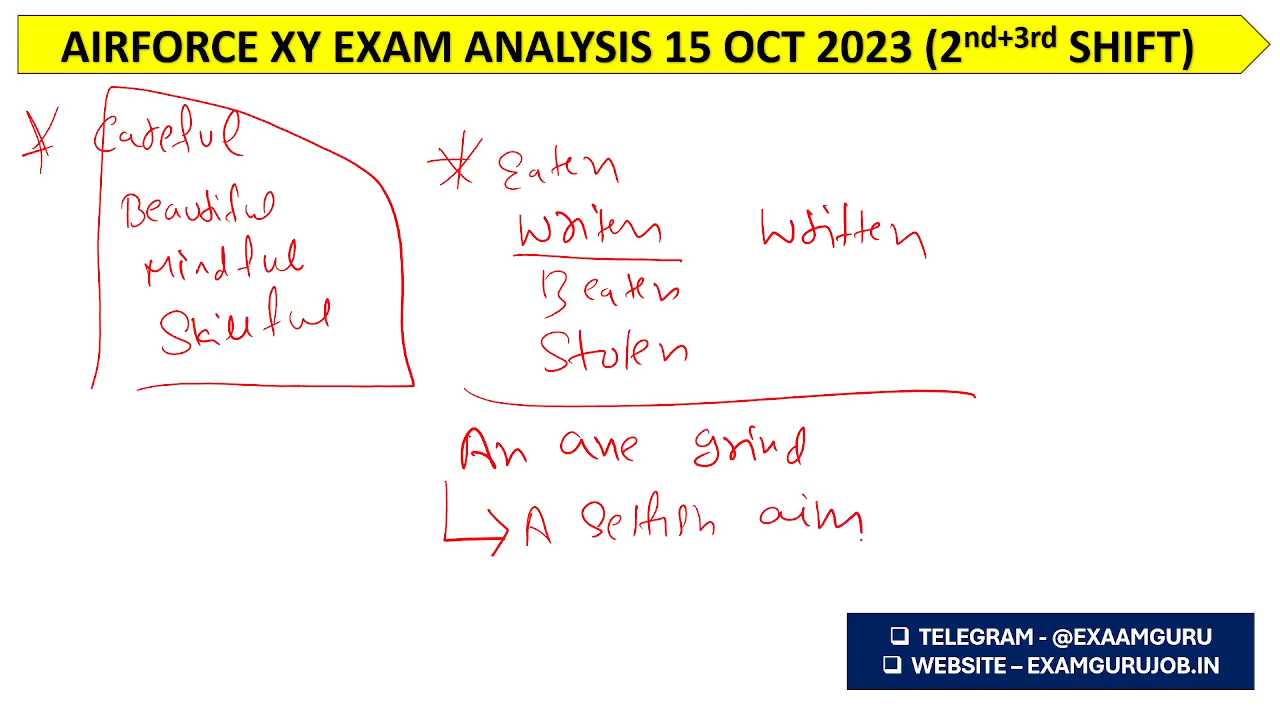 AIRFORCE XY EXAM ANALYSIS 15 OCT 2023 (2nd+3rd SHIFT)
Careful
Beautiful
Mindful
Skillful
Eaten
Writen Written
Beaten
Stolen
An axe grind
A Selfish aim
TELEGRAM - @EXAAMGURU
WEBSITE – EXAMGURUJOB.IN